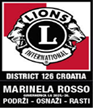 LIONS
L
INTERNATIONAL
DISTRICT 126 CROATIA
MARINELA ROSSO
PODRŽI - OSNAŽI - RASTI